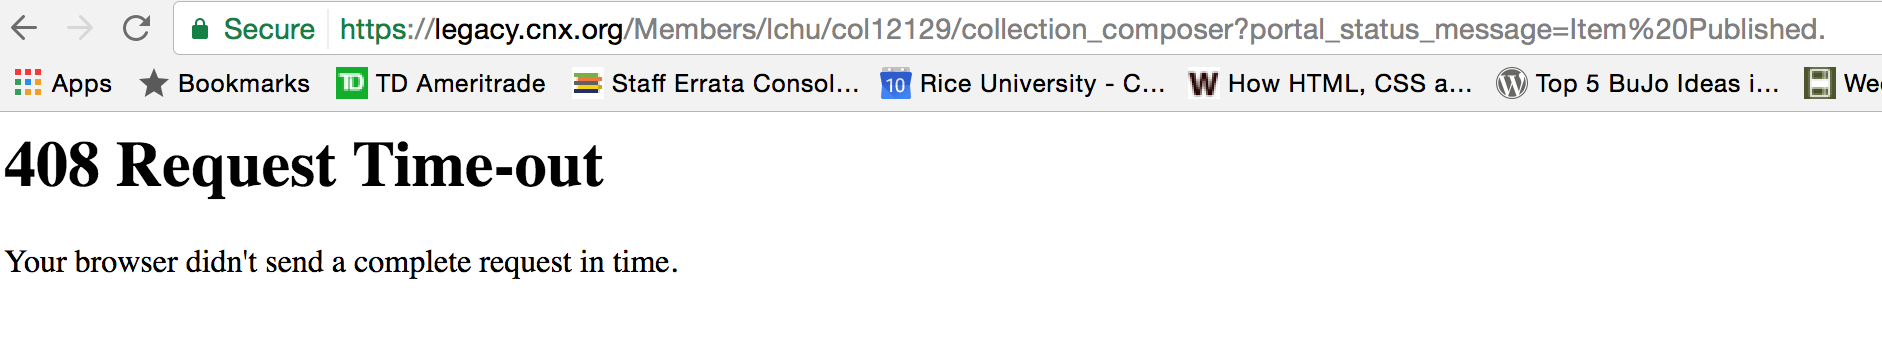 Secure https://legacy.cnx.org/Members/lchu/col12129/collection_composer?portal_status_message=Item%20Published.
Apps Bookmarks TD TD Ameritrade Staff Errata Consol... 10 Rice University - C... W How HTML, CSS a... Top 5 BuJo Ideas i... We
408 Request Time-out
Your browser didn't send a complete request in time.